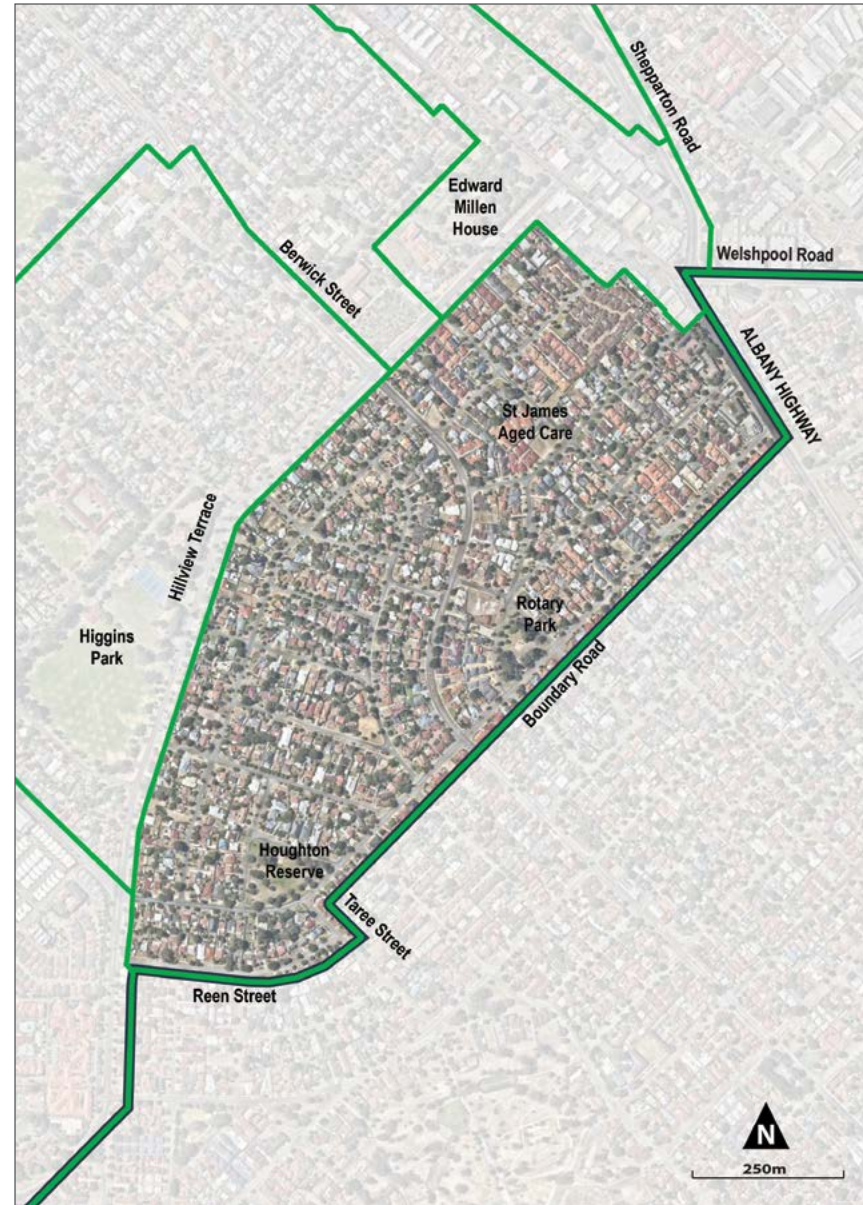 Shepparton Road
Edward
Millen
House
Welshpool Road
Berwick Street
ALBANY HIGHWAY
St James
Aged Care
Hillview Terrace
Rotary
Park
Higgins
Park
Boundary Road
Houghton
Reserve
Taree Street
Reen Street
N
250m